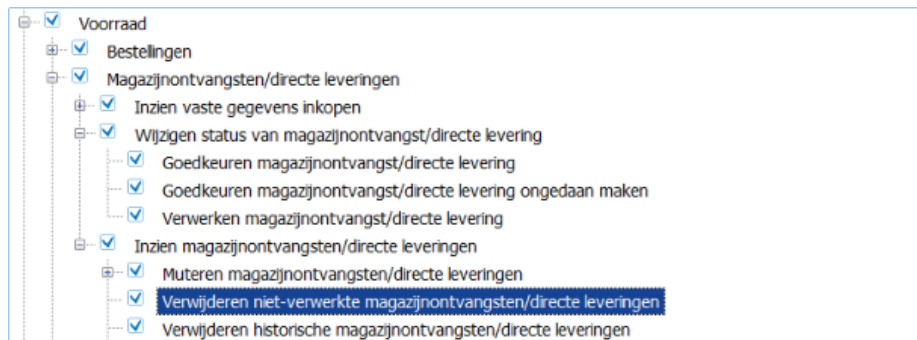 Voorraad
Bestellingen
Magazijnontvangsten/directe leveringen
Inzien vaste gegevens inkopen
Wijzigen status van magazijnontvangst/directe levering
Goedkeuren magazijnontvangst/directe levering
Goedkeuren magazijnontvangst/directe levering ongedaan maken
Verwerken magazijnontvangst/directe levering
Inzien magazijnontvangsten/directe leveringen
Muteren magazijnontvangsten/directe leveringen
Verwijderen niet-verwerkte magazijnontvangsten/directe leveringen
Verwijderen historische magazijnontvangsten/directe leveringen